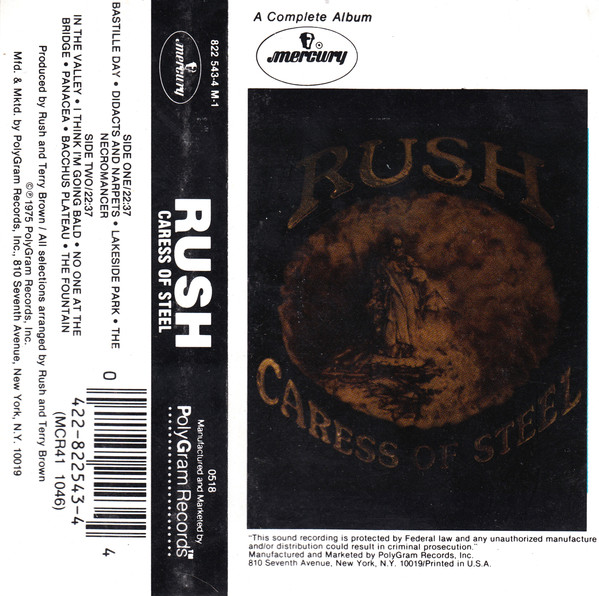 BASTILLE DAY • DIDACTS AND NARPETS • LAKESIDE PARK • THE
SIDE ONE/22:37
NECROMANCER
SIDE TWO/22:37
IN THE VALLEY • I THINK I'M GOING BALD • NO ONE AT THE
BRIDGE • PANACEA • BACCHUS PLATEAU • THE FOUNTAIN
Produced by Rush and Terry Brown / All selections arranged by Rush and Terry Brown
©℗1975 PolyGram Records, Inc.
Mfd. & Mktd. by PolyGram Records, Inc., 810 Seventh Avenue, New York, N.Y. 10019
0
4
422-822543-4
(MCR41 1046)
822 543-4 M-1
mercury
RUSH
CARESS OF STEEL
0518
Manufactured and Marketed by
PolyGram Records™
A Complete Album
mercury
RUSH
CARESS OF STEEL
"This sound recording is protected by Federal law and any unauthorized manufacture
and/or distribution could result in criminal prosecution."
Manufactured and Marketed by PolyGram Records, Inc.
810 Seventh Avenue, New York, N.Y. 10019/Printed in U.S.A.